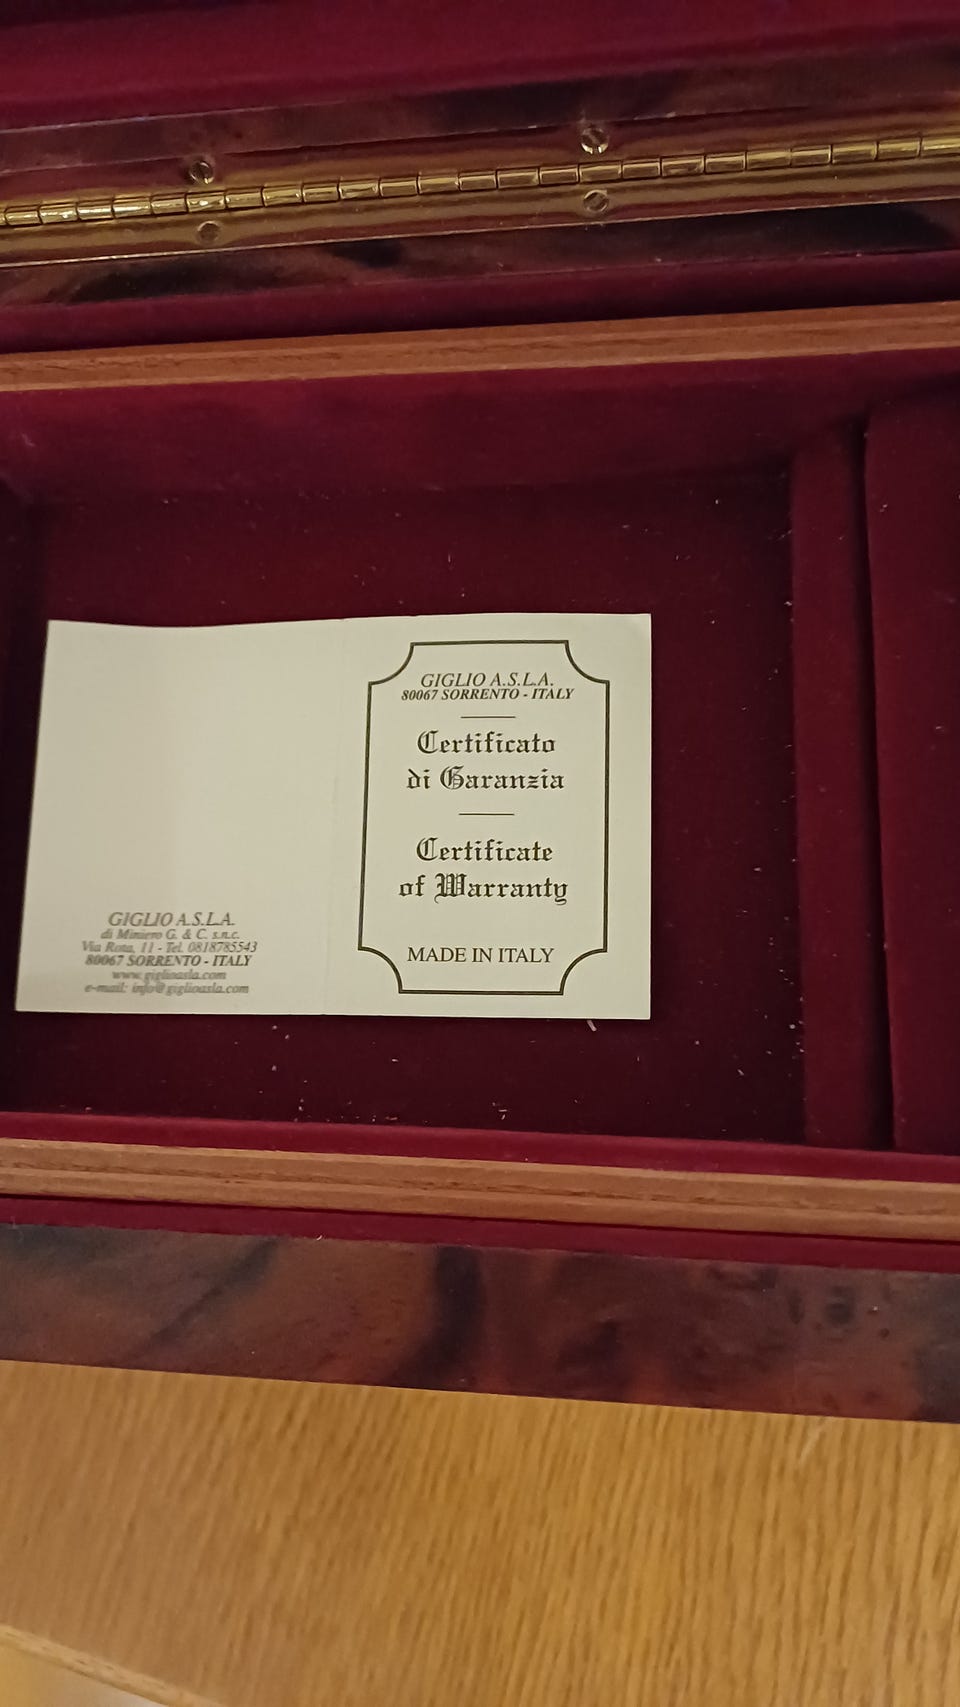 GIGLIO A.S.L.A.
di Miniero G. & C. s.n.c.
Via Rota, 11 - Tel. 0818785543
80067 SORRENTO - ITALY
www.giglioasla.com
e-mail: info@giglioasla.com
GIGLIO A.S.L.A.
80067 SORRENTO - ITALY
Certificato
di Garanzia
Certificate
of Warranty
MADE IN ITALY